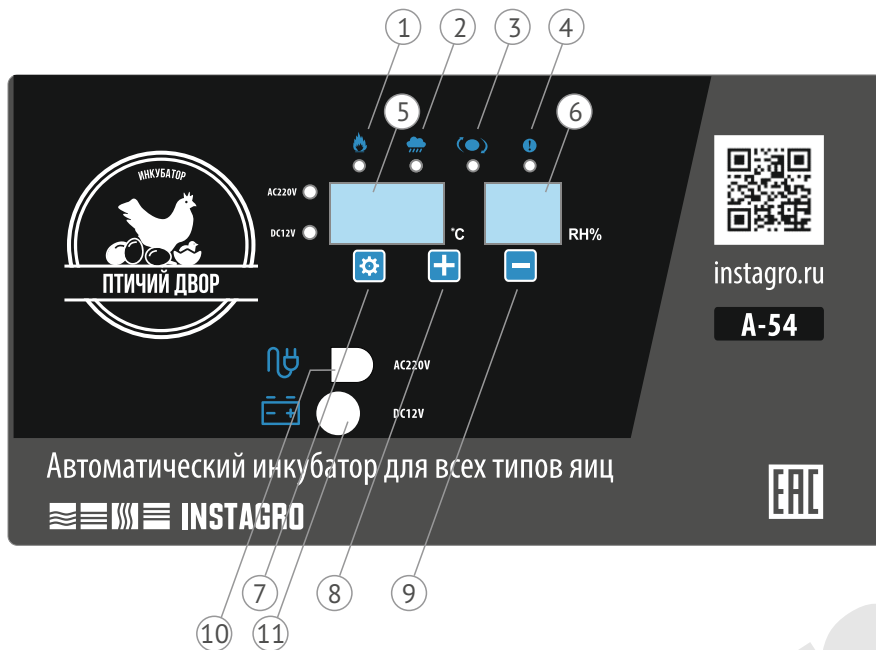 1 2 3 4
5 6
ИНКУБАТОР
ПТИЧИЙ ДВОР
AC220V
DC12V
°C
RH%
instagro.ru
A-54
AC220V
DC12V
Автоматический инкубатор для всех типов яиц
INSTAGRO
EAC
7 8 9
10 11